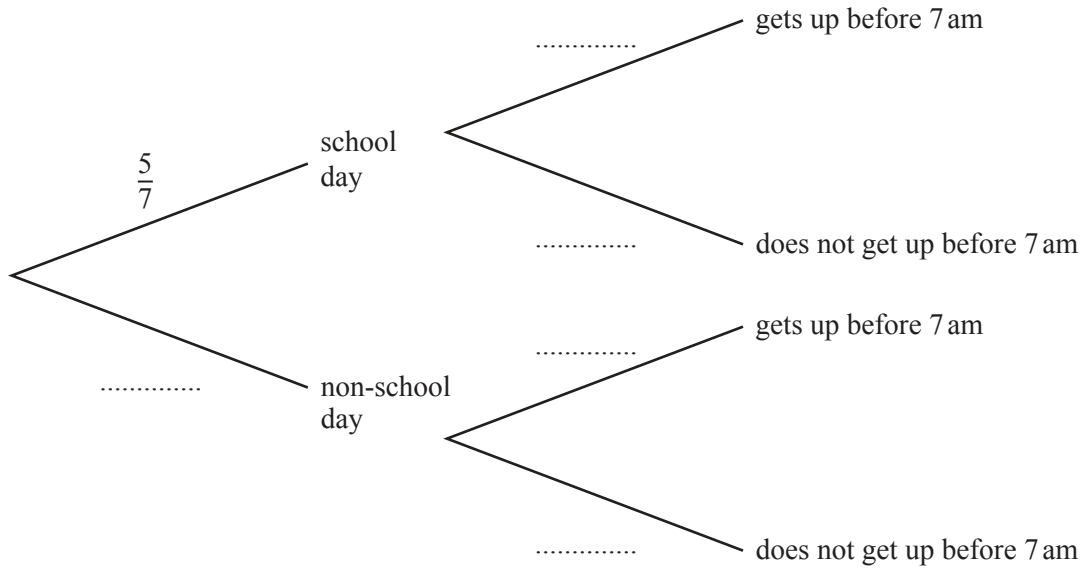 gets up before 7 am
.............
school
day
5
7
.............
does not get up before 7 am
gets up before 7 am
.............
.............
non-school
day
.............
does not get up before 7 am